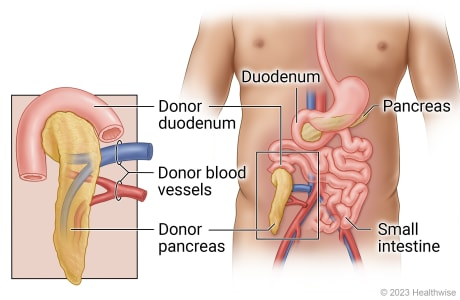 Duodenum
Donor
duodenum
Pancreas
Donor blood
vessels
Donor
pancreas
Small
intestine
© 2023 Healthwise